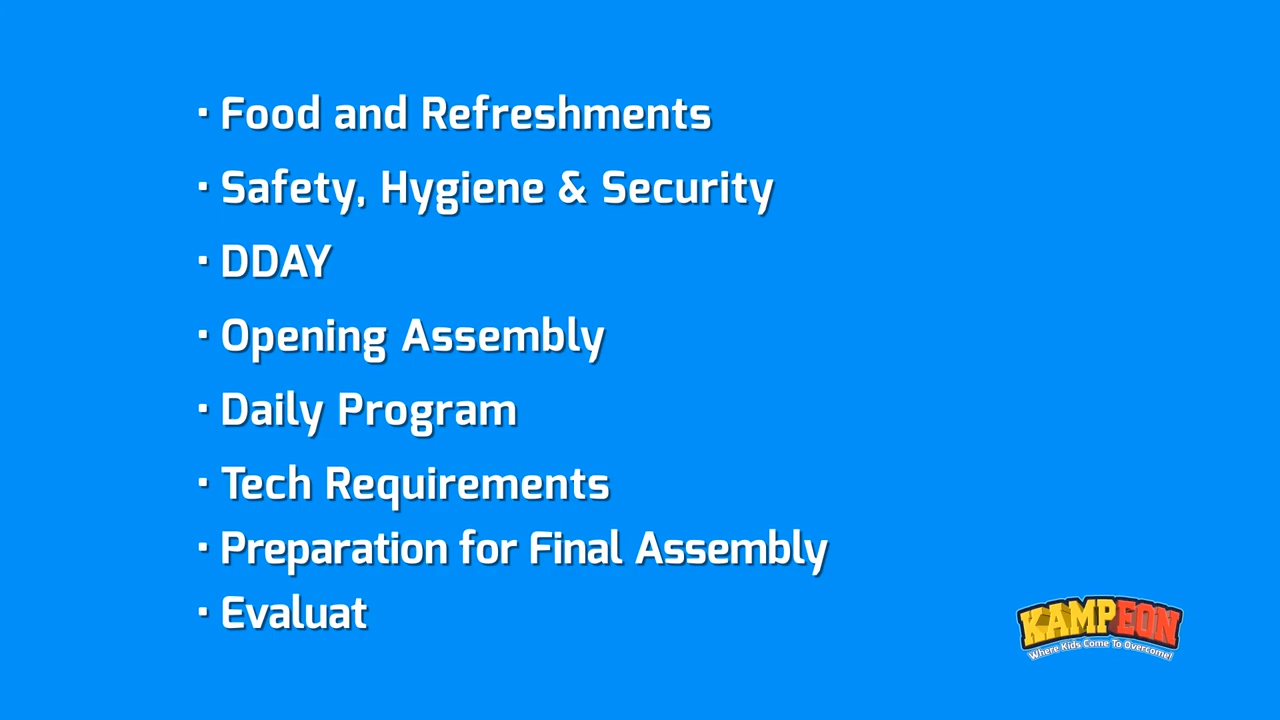 · Food and Refreshments
· Safety, Hygiene & Security
· DDAY
· Opening Assembly
· Daily Program
· Tech Requirements
· Preparation for Final Assembly
· Evaluat
KAMPEON
Where Kids Come To Overcome!